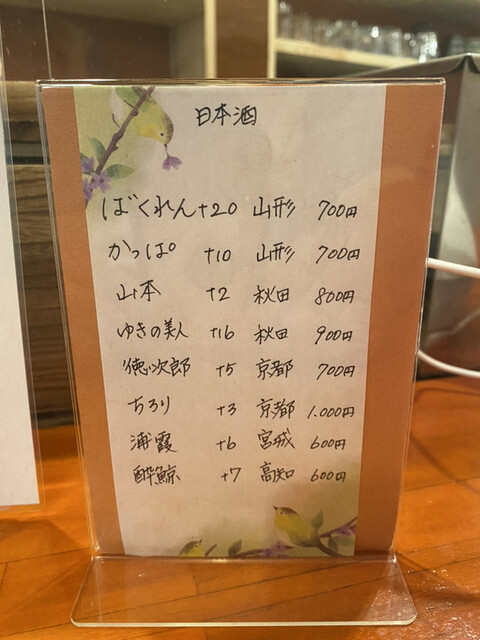 日本酒
ばくれん +20 山形 700円
かっぱ +10 山形 700円
山本 +2 秋田 800円
ゆきの美人 +16 秋田 900円
徳次郎 +5 京都 700円
ちろり +3 京都 1.000円
浦霞 +6 宮城 600円
酔鯨 +7 高知 600円